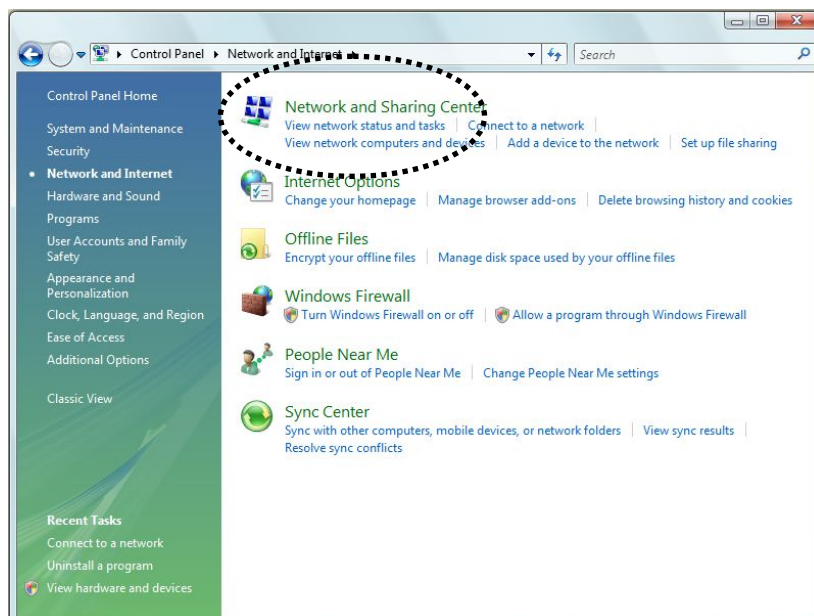 Control Panel Network and Internet
Search
Control Panel Home
System and Maintenance
Security
Network and Internet
Hardware and Sound
Programs
User Accounts and Family
Safety
Appearance and
Personalization
Clock, Language, and Region
Ease of Access
Additional Options
Classic View
Recent Tasks
Connect to a network
Uninstall a program
View hardware and devices
Network and Sharing Center
View network status and tasks Connect to a network
View network computers and devices Add a device to the network Set up file sharing
Internet Options
Change your homepage Manage browser add-ons Delete browsing history and cookies
Offline Files
Encrypt your offline files Manage disk space used by your offline files
Windows Firewall
Turn Windows Firewall on or off Allow a program through Windows Firewall
People Near Me
Sign in or out of People Near Me Change People Near Me settings
Sync Center
Sync with other computers, mobile devices, or network folders View sync results
Resolve sync conflicts